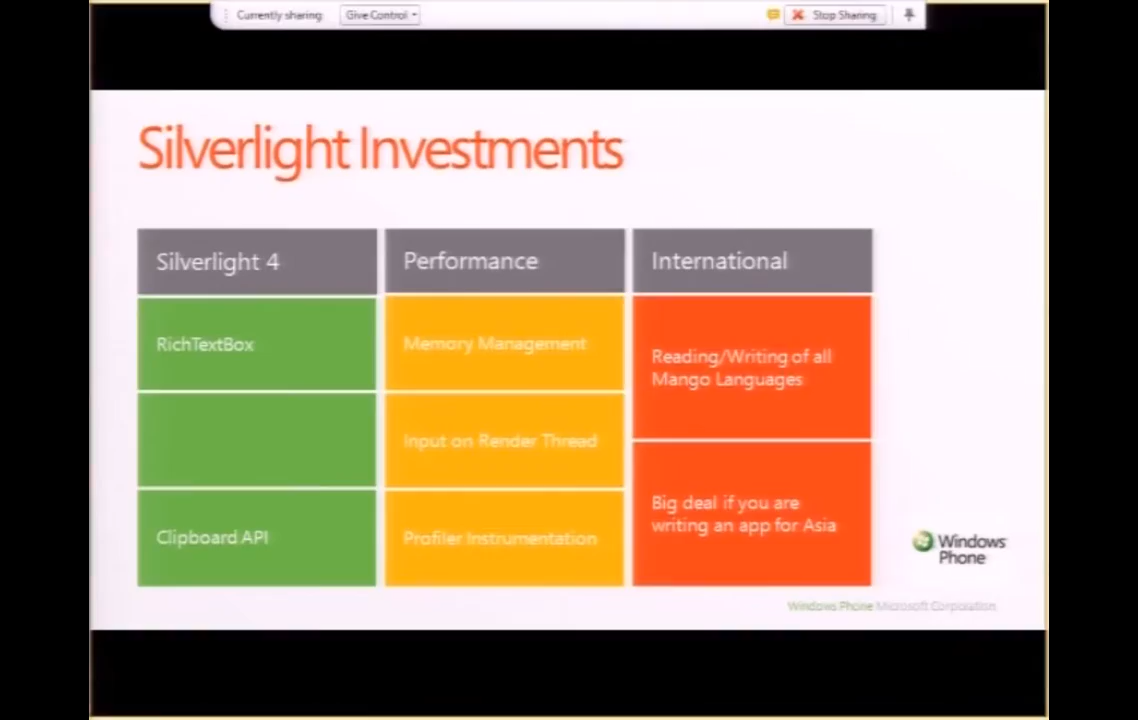 Currently sharing Give Control Stop Sharing
Silverlight Investments
Silverlight 4
Performance
International
RichTextBox
Memory Management
Reading/Writing of all
Mango Languages
Input on Render Thread
Big deal if you are
writing an app for Asia
Clipboard API
Profiler Instrumentation
Windows
Phone
Windows Phone Microsoft Corporation